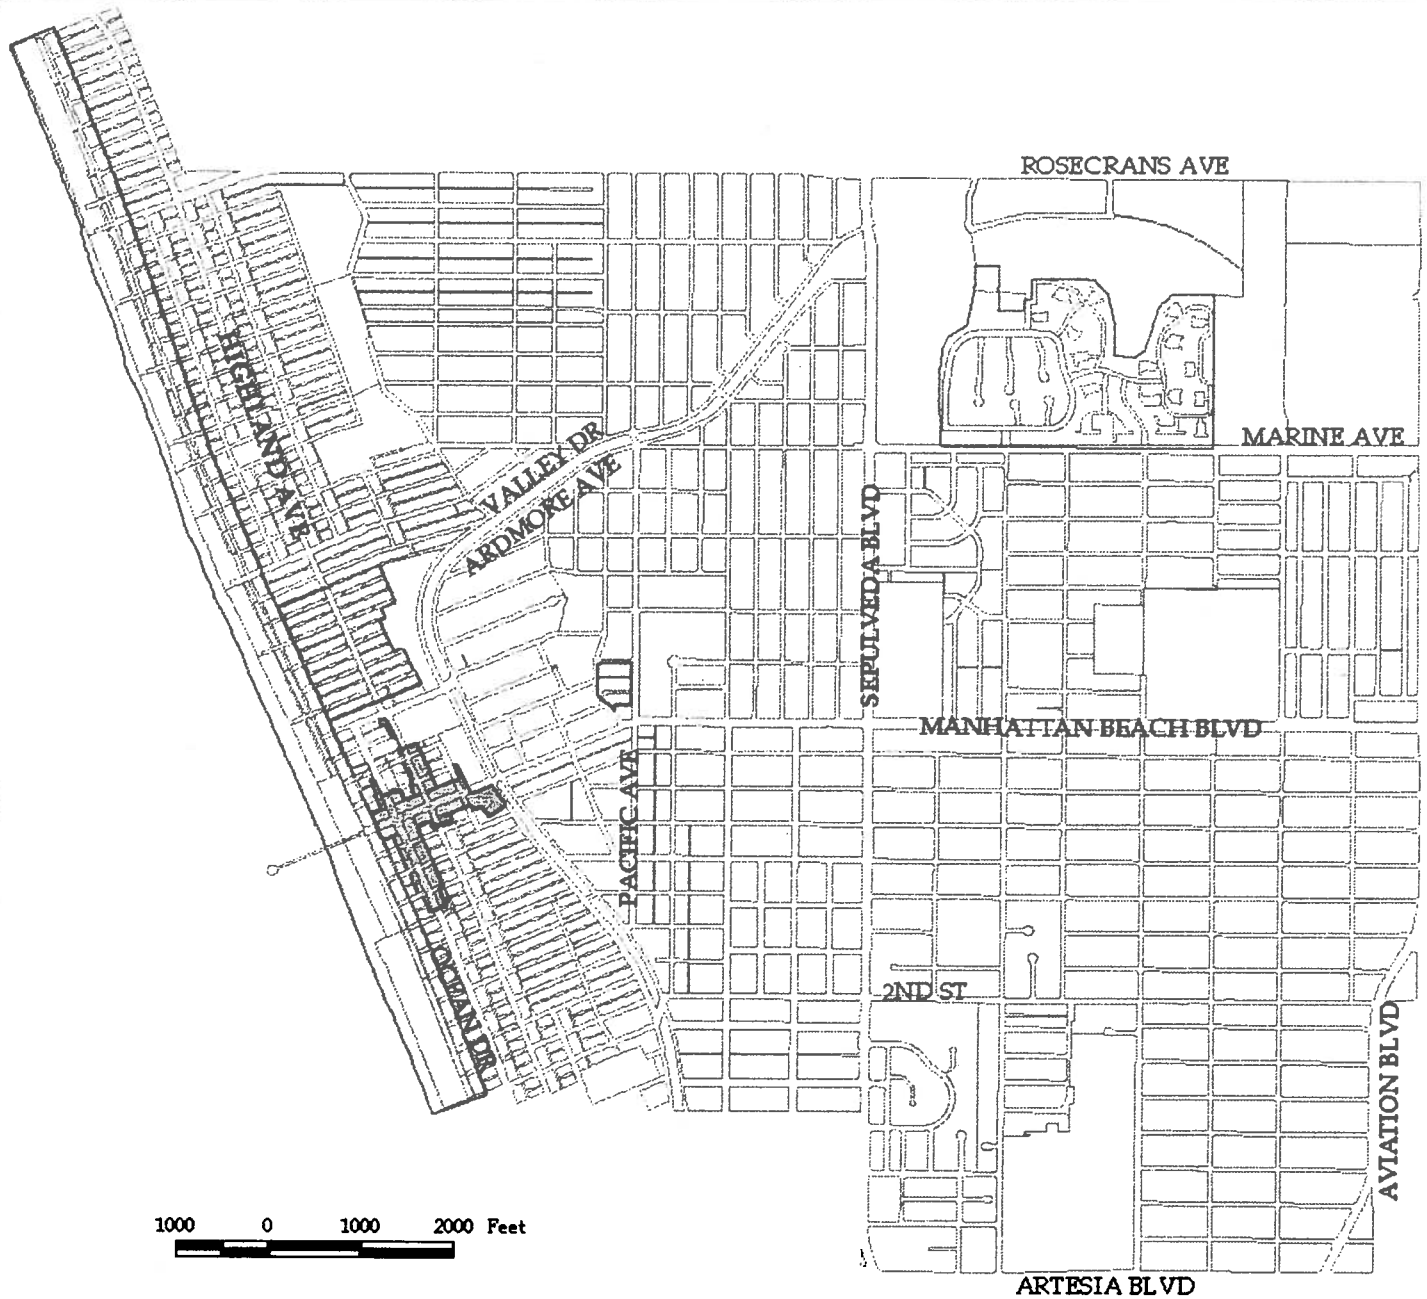 ROSECRANS AVE
HIGHLAND AVE
VALLEY DR
ARDMORE AVE
MARINE AVE
SEPULVEDA BLVD
MANHATTAN BEACH BLVD
PACIFIC AVE
OCEAN DR
2ND ST
AVIATION BLVD
1000 0 1000 2000 Feet
ARTESIA BLVD